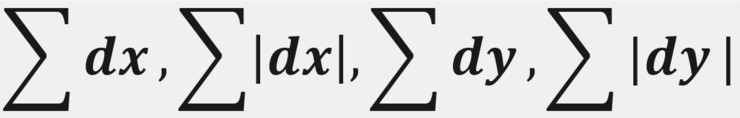 ∑ dx , ∑ |dx|, ∑ dy , ∑ |dy |